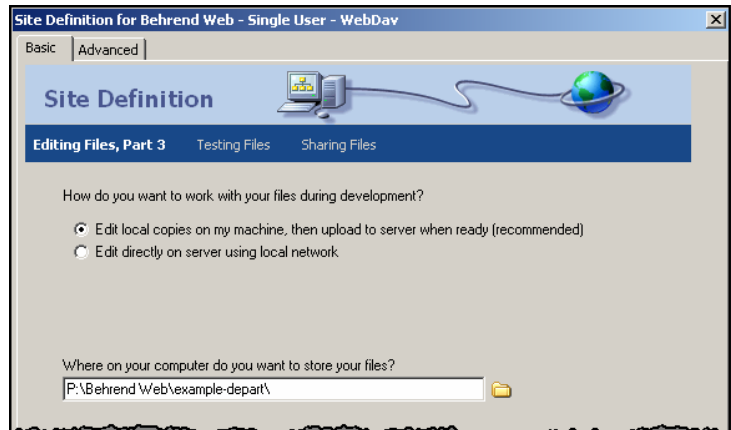 Site Definition for Behrend Web - Single User - WebDav
Basic Advanced
Site Definition
Editing Files, Part 3 Testing Files Sharing Files
How do you want to work with your files during development?
Edit local copies on my machine, then upload to server when ready (recommended)
Edit directly on server using local network
Where on your computer do you want to store your files?
P:\Behrend Web\example-depart\